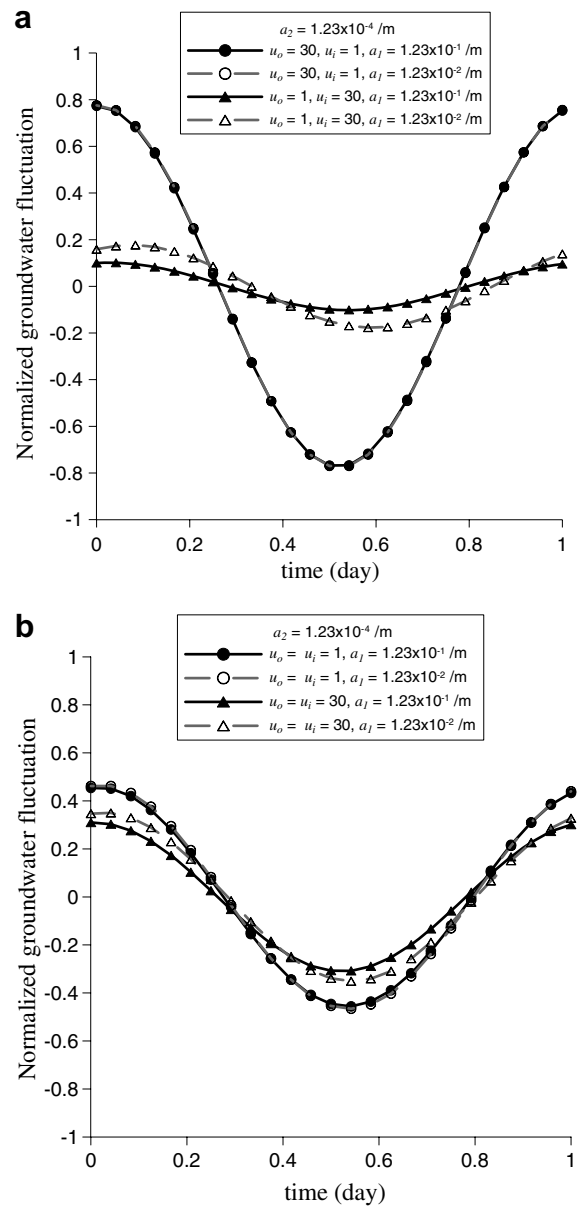 a
a₂ = 1.23x10⁻⁴ /m
uₒ = 30, uᵢ = 1, a₁ = 1.23x10⁻¹ /m
uₒ = 30, uᵢ = 1, a₁ = 1.23x10⁻² /m
uₒ = 1, uᵢ = 30, a₁ = 1.23x10⁻¹ /m
uₒ = 1, uᵢ = 30, a₁ = 1.23x10⁻² /m
Normalized groundwater fluctuation
1
0.8
0.6
0.4
0.2
0
-0.2
-0.4
-0.6
-0.8
-1
0 0.2 0.4 0.6 0.8 1
time (day)
b
a₂ = 1.23x10⁻⁴ /m
uₒ = uᵢ = 1, a₁ = 1.23x10⁻¹ /m
uₒ = uᵢ = 1, a₁ = 1.23x10⁻² /m
uₒ = uᵢ = 30, a₁ = 1.23x10⁻¹ /m
uₒ = uᵢ = 30, a₁ = 1.23x10⁻² /m
Normalized groundwater fluctuation
1
0.8
0.6
0.4
0.2
0
-0.2
-0.4
-0.6
-0.8
-1
0 0.2 0.4 0.6 0.8 1
time (day)